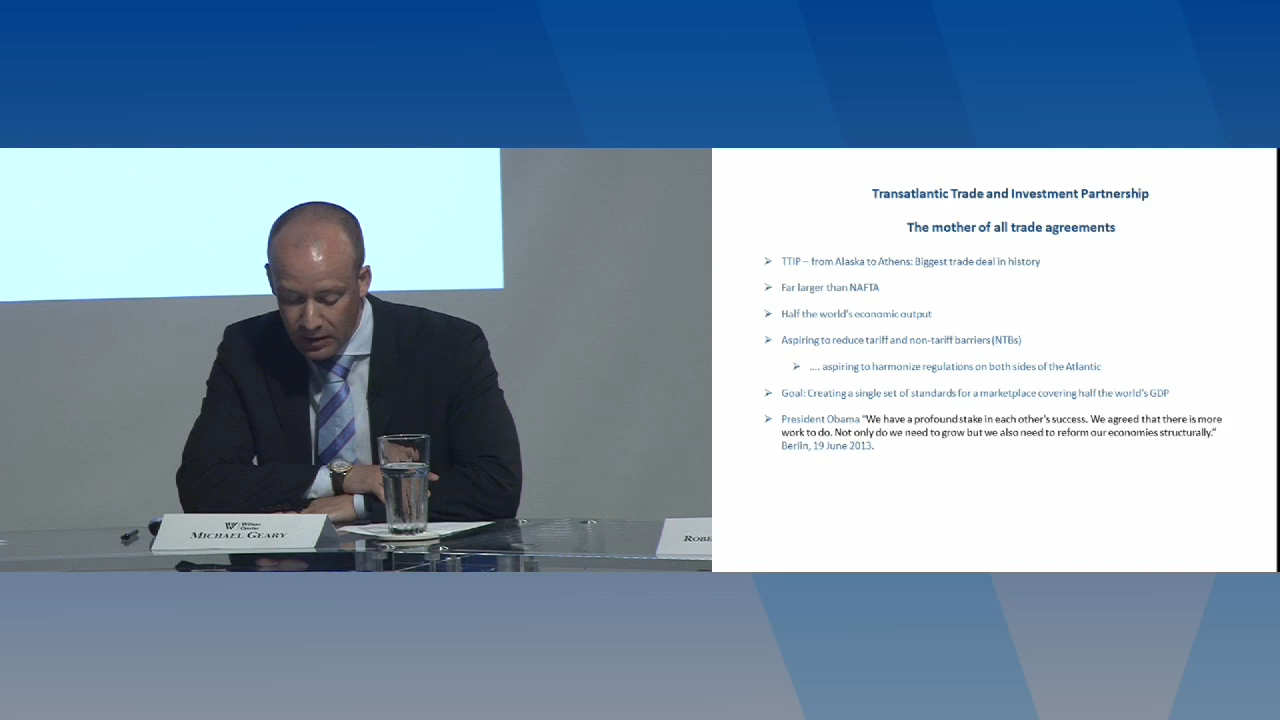 Transatlantic Trade and Investment Partnership
The mother of all trade agreements
TTIP – from Alaska to Athens: Biggest trade deal in history
Far larger than NAFTA
Half the world's economic output
Aspiring to reduce tariff and non-tariff barriers (NTBs)
.... aspiring to harmonize regulations on both sides of the Atlantic
Goal: Creating a single set of standards for a marketplace covering half the world's GDP
President Obama "We have a profound stake in each other's success. We agreed that there is more
work to do. Not only do we need to grow but we also need to reform our economies structurally."
Berlin, 19 June 2013.
Wilson
Center
MICHAEL GEARY